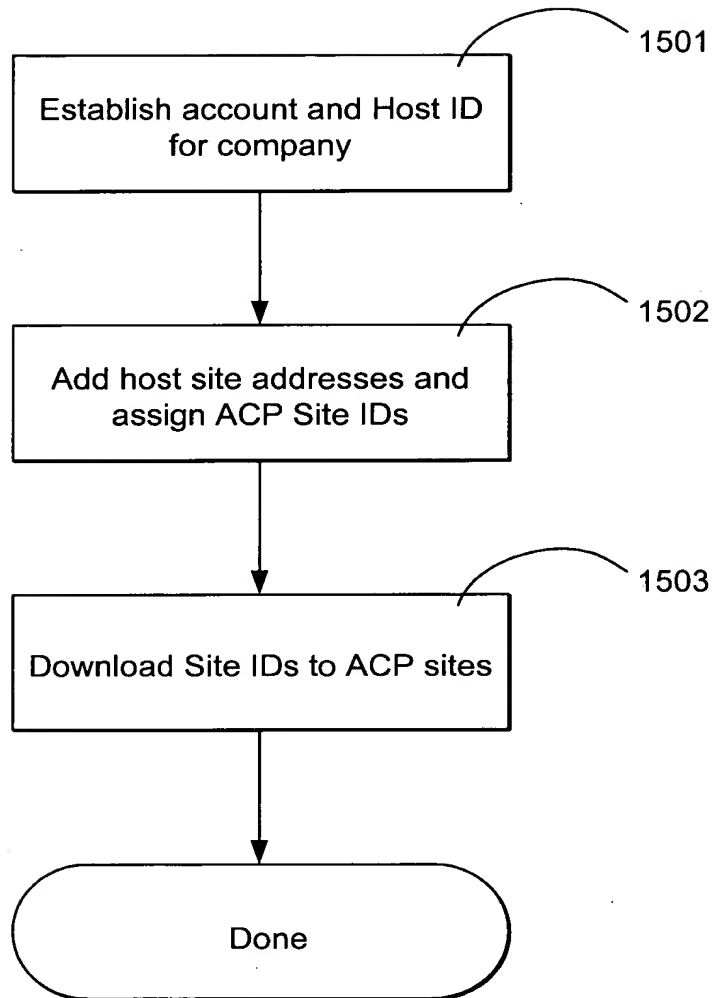 1501
Establish account and Host ID
for company
1502
Add host site addresses and
assign ACP Site IDs
1503
Download Site IDs to ACP sites
Done